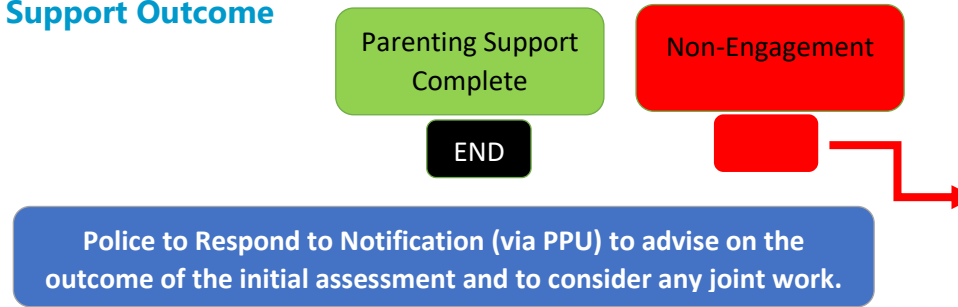 Support Outcome
Parenting Support
Complete
Non-Engagement
END
Police to Respond to Notification (via PPU) to advise on the
outcome of the initial assessment and to consider any joint work.